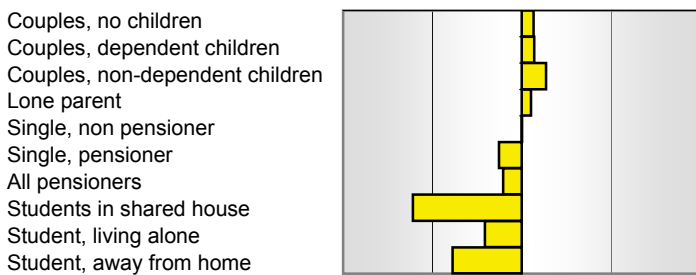 Couples, no children
Couples, dependent children
Couples, non-dependent children
Lone parent
Single, non pensioner
Single, pensioner
All pensioners
Students in shared house
Student, living alone
Student, away from home